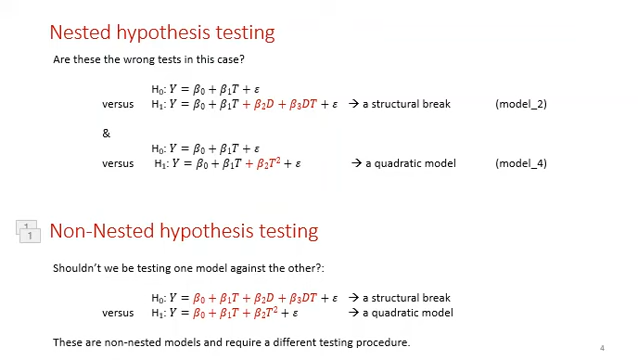 Nested hypothesis testing
Are these the wrong tests in this case?
H₀: Y = β₀ + β₁T + ε
versus H₁: Y = β₀ + β₁T + β₂D + β₃DT + ε → a structural break (model_2)
&
H₀: Y = β₀ + β₁T + ε
versus H₁: Y = β₀ + β₁T + β₂T² + ε → a quadratic model (model_4)
1
1
Non-Nested hypothesis testing
Shouldn't we be testing one model against the other?:
H₀: Y = β₀ + β₁T + β₂D + β₃DT + ε → a structural break
versus H₁: Y = β₀ + β₁T + β₂T² + ε → a quadratic model
These are non-nested models and require a different testing procedure.
4